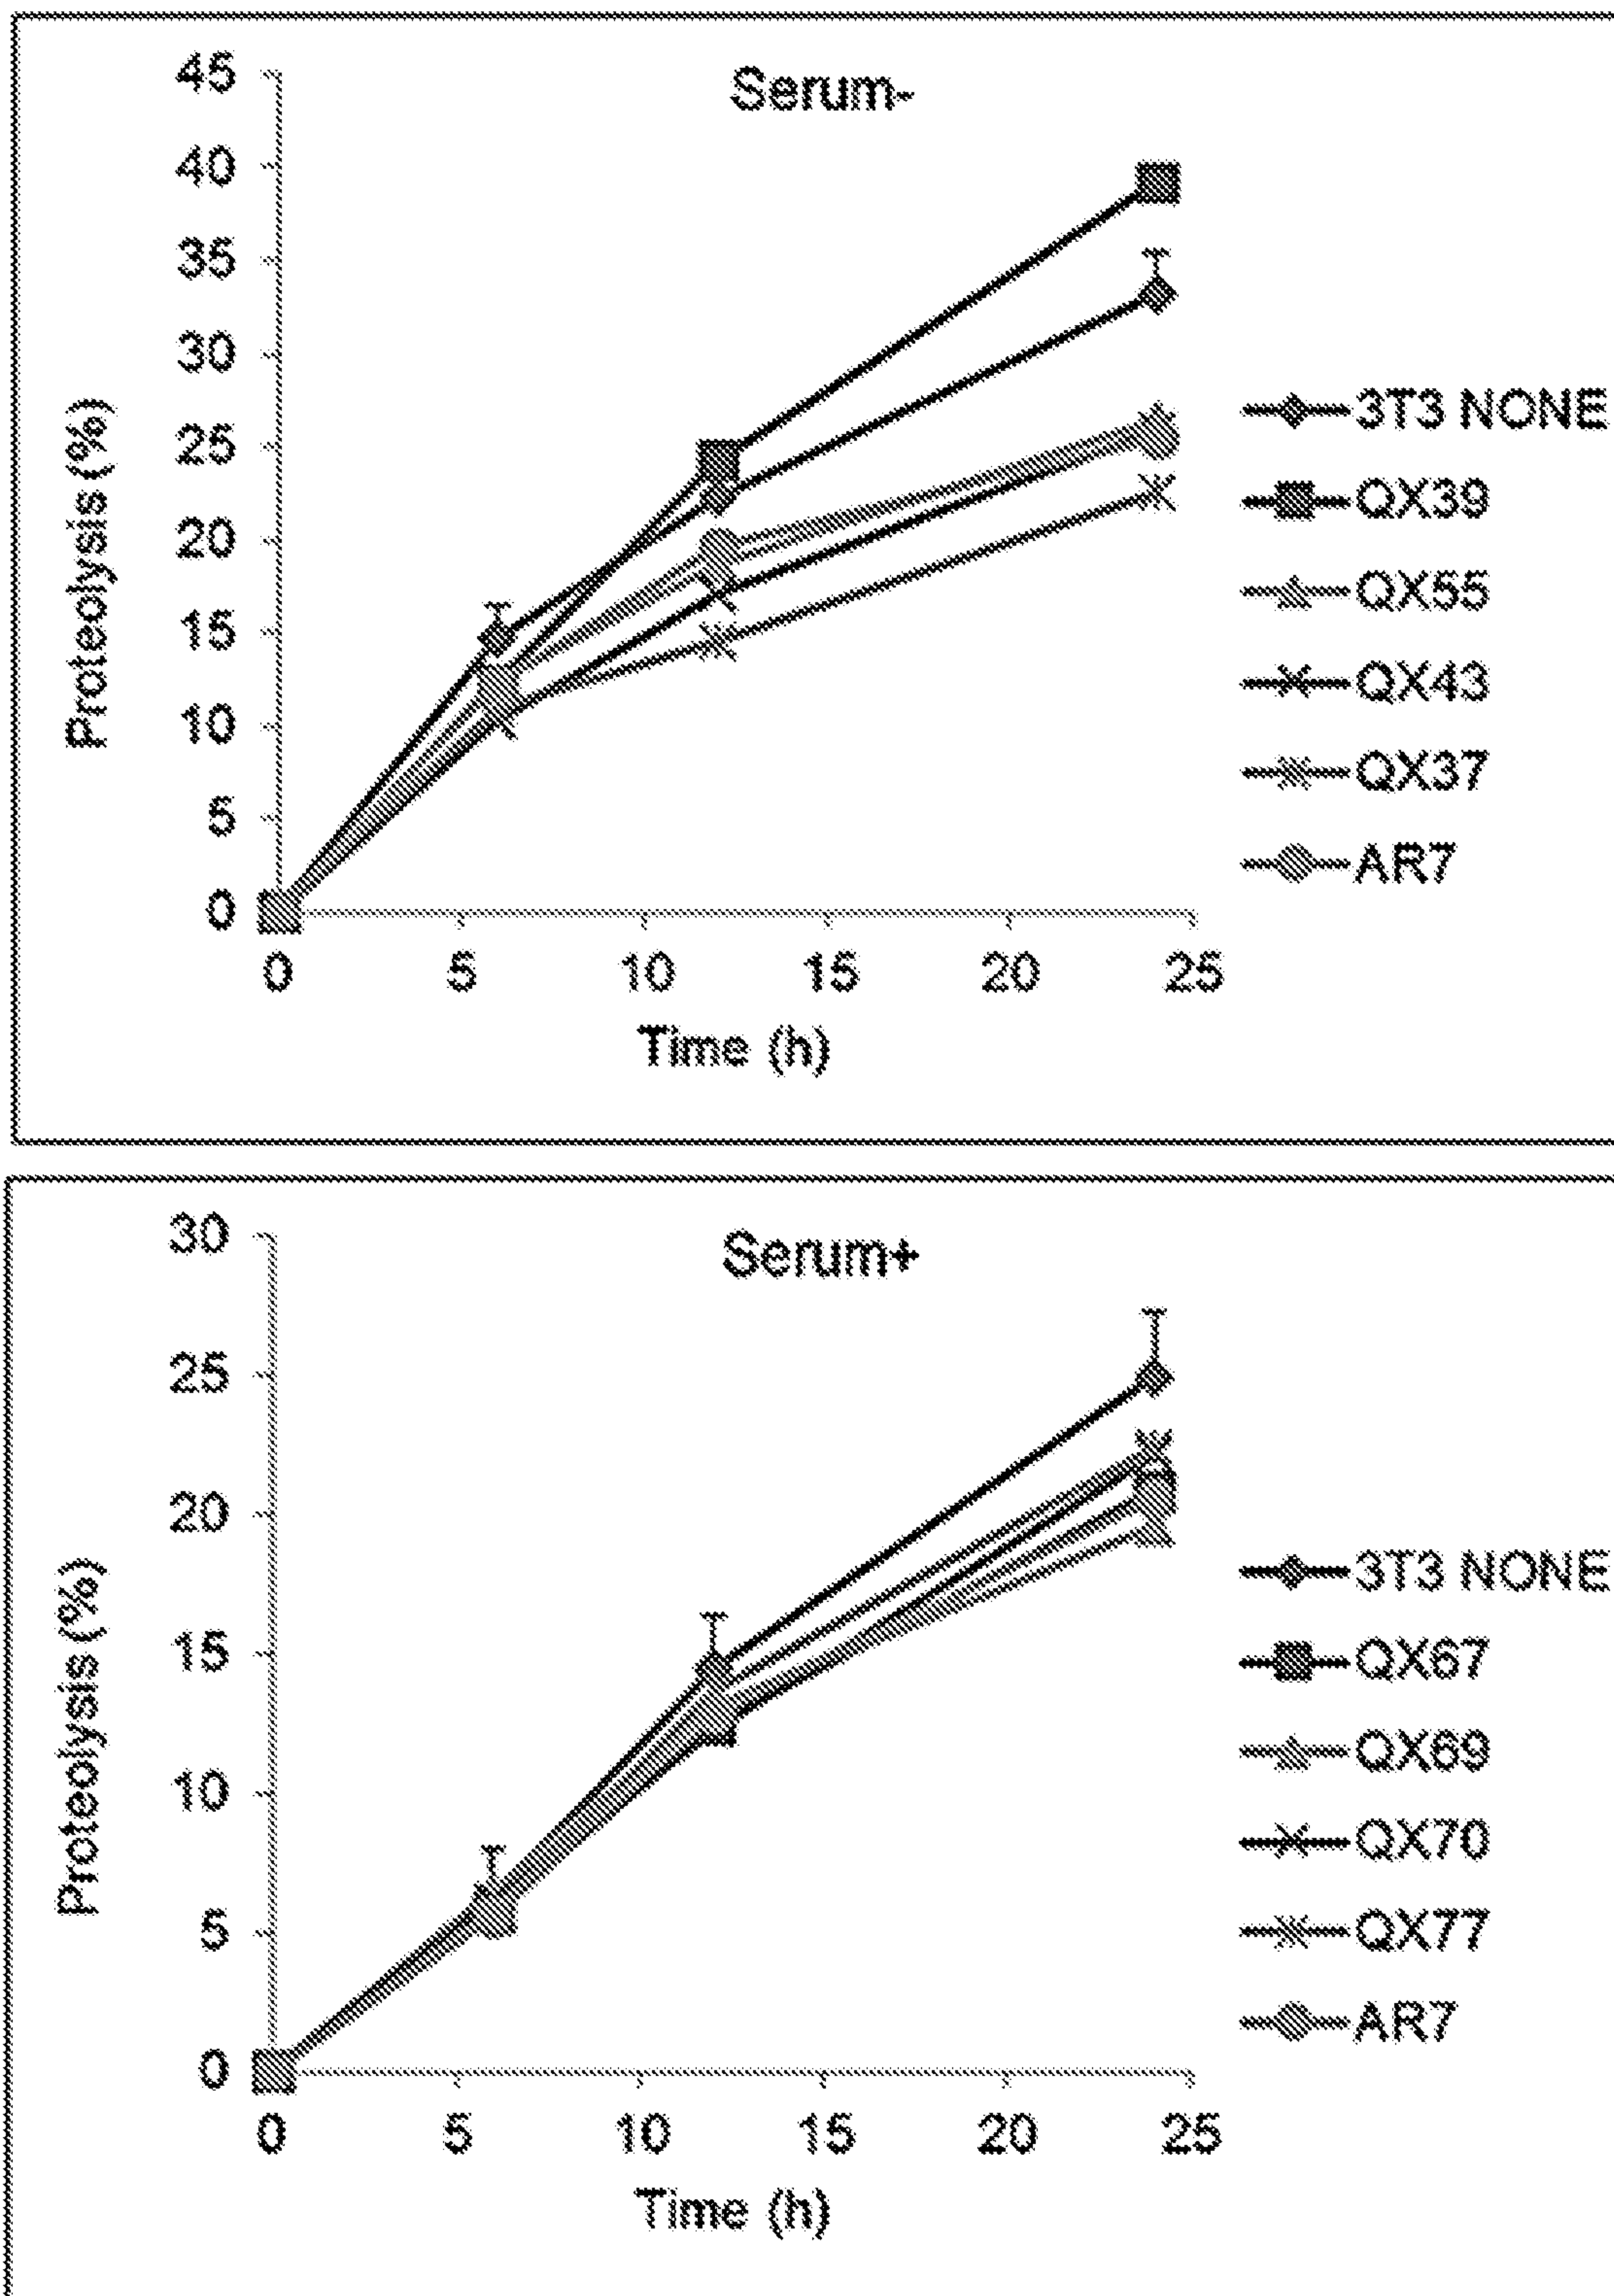 Serum-
45
40
35
30
25
20
15
10
5
0
Proteolysis (%)
0 5 10 15 20 25
Time (h)
3T3 NONE
QX39
QX55
QX43
QX37
AR7
Serum+
30
25
20
15
10
5
0
Proteolysis (%)
0 5 10 15 20 25
Time (h)
3T3 NONE
QX67
QX69
QX70
QX77
AR7